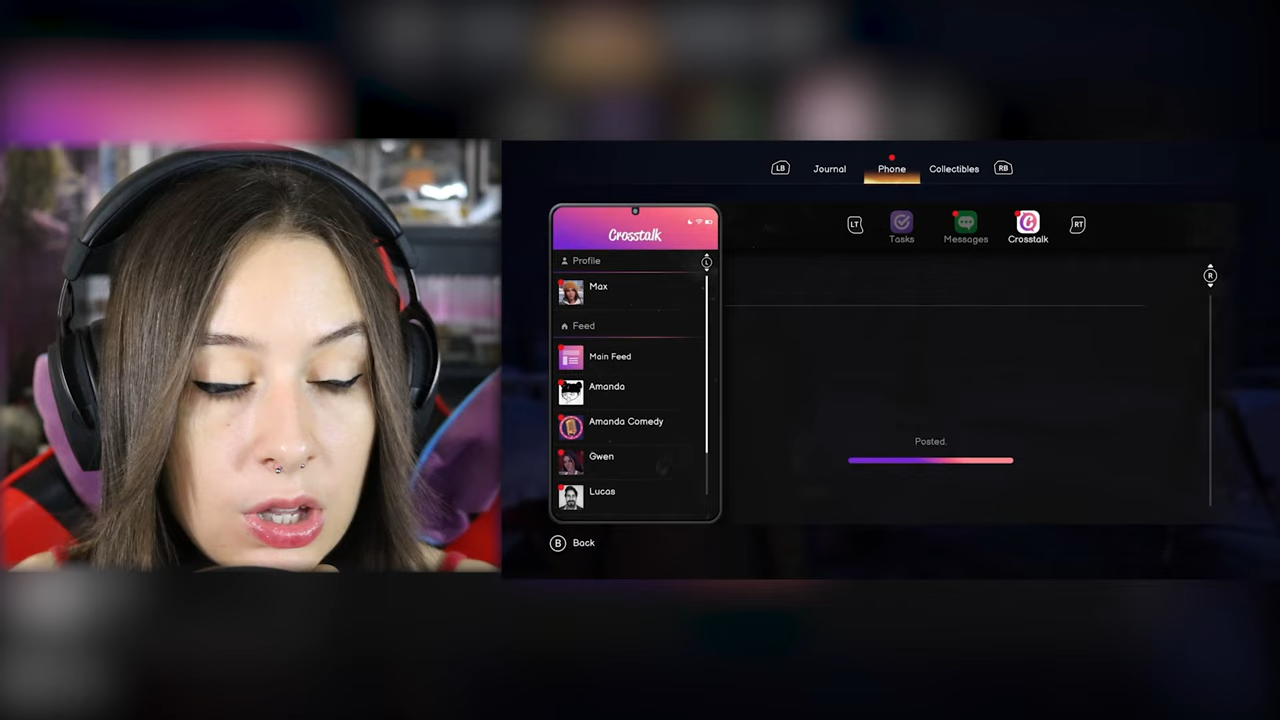 LB Journal Phone Collectibles RB
Crosstalk
LT Tasks Messages Crosstalk RT
Profile
L
Max
R
Feed
Main Feed
Amanda
Amanda Comedy
Posted.
Gwen
Lucas
B Back